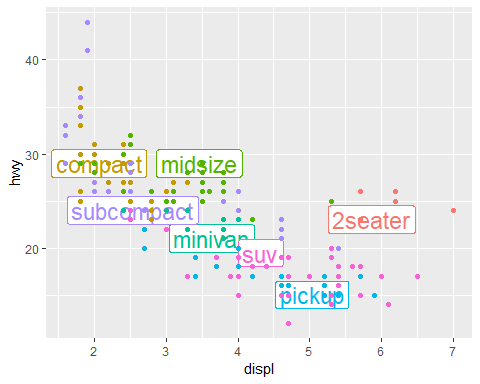 40
30
20
hwy
compact
midsize
subcompact
2seater
minivan
suv
pickup
2 3 4 5 6 7
displ